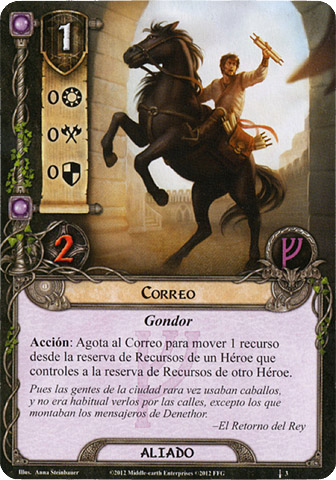 1
0
0
0
2
CORREO
Gondor
Acción: Agota al Correo para mover 1 recurso
desde la reserva de Recursos de un Héroe que
controles a la reserva de Recursos de otro Héroe.
Pues las gentes de la ciudad rara vez usaban caballos,
y no era habitual verlos por las calles, excepto los que
montaban los mensajeros de Denethor.
–El Retorno del Rey
ALIADO
Illus. Anna Steinbauer ©2012 Middle-earth Enterprises ©2012 FFG 3